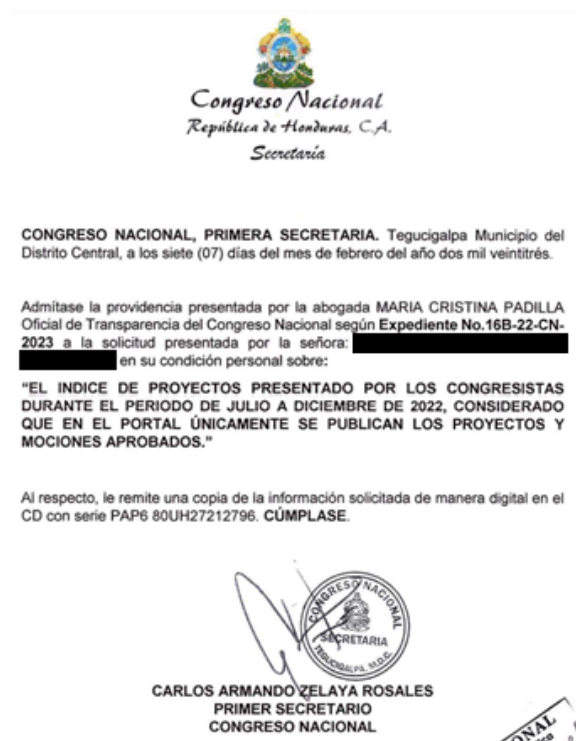 Congreso Nacional
República de Honduras, C.A.
Secretaría
CONGRESO NACIONAL, PRIMERA SECRETARIA. Tegucigalpa Municipio del
Distrito Central, a los siete (07) días del mes de febrero del año dos mil veintitrés.
Admítase la providencia presentada por la abogada MARIA CRISTINA PADILLA
Oficial de Transparencia del Congreso Nacional según Expediente No.16B-22-CN-
2023 a la solicitud presentada por la señora:
en su condición personal sobre:
“EL INDICE DE PROYECTOS PRESENTADO POR LOS CONGRESISTAS
DURANTE EL PERIODO DE JULIO A DICIEMBRE DE 2022, CONSIDERADO
QUE EN EL PORTAL ÚNICAMENTE SE PUBLICAN LOS PROYECTOS Y
MOCIONES APROBADOS.”
Al respecto, le remite una copia de la información solicitada de manera digital en el
CD con serie PAP6 80UH27212796. CÚMPLASE.
CONGRESO NACIONAL
SECRETARIA
TEGUCIGALPA, M.D.C.
CARLOS ARMANDO ZELAYA ROSALES
PRIMER SECRETARIO
CONGRESO NACIONAL